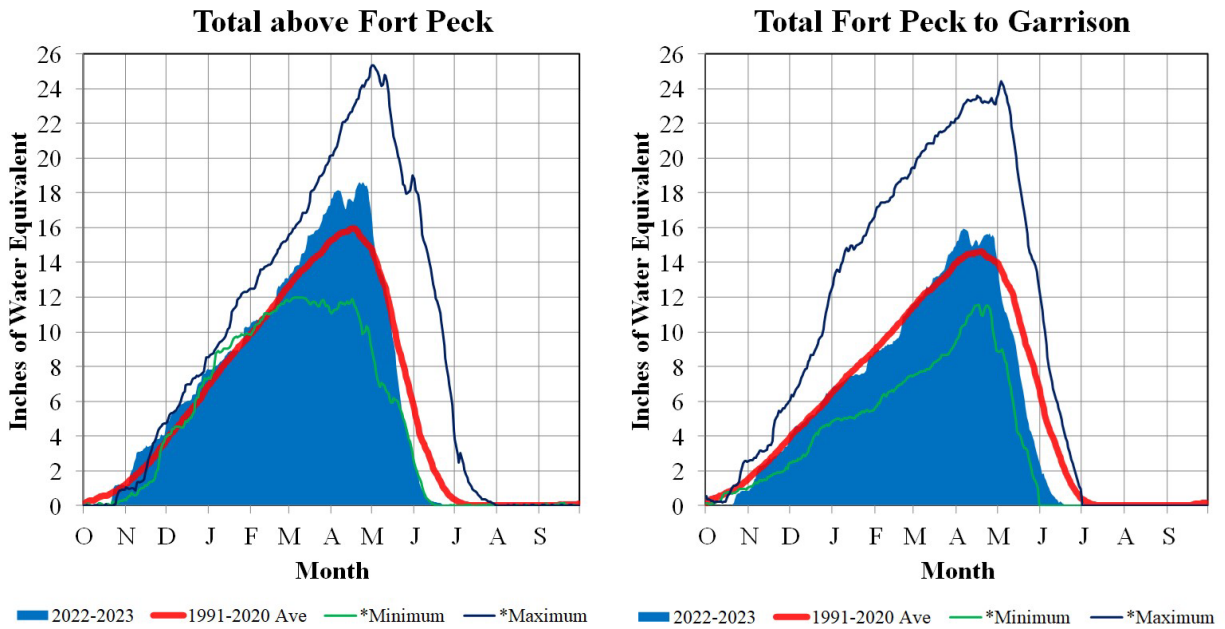 Total above Fort Peck
26
24
22
20
18
16
14
12
10
8
6
4
2
0
Inches of Water Equivalent
O N D J F M A M J J A S
Month
2022-2023 1991-2020 Ave *Minimum *Maximum
Total Fort Peck to Garrison
26
24
22
20
18
16
14
12
10
8
6
4
2
0
Inches of Water Equivalent
O N D J F M A M J J A S
Month
2022-2023 1991-2020 Ave *Minimum *Maximum